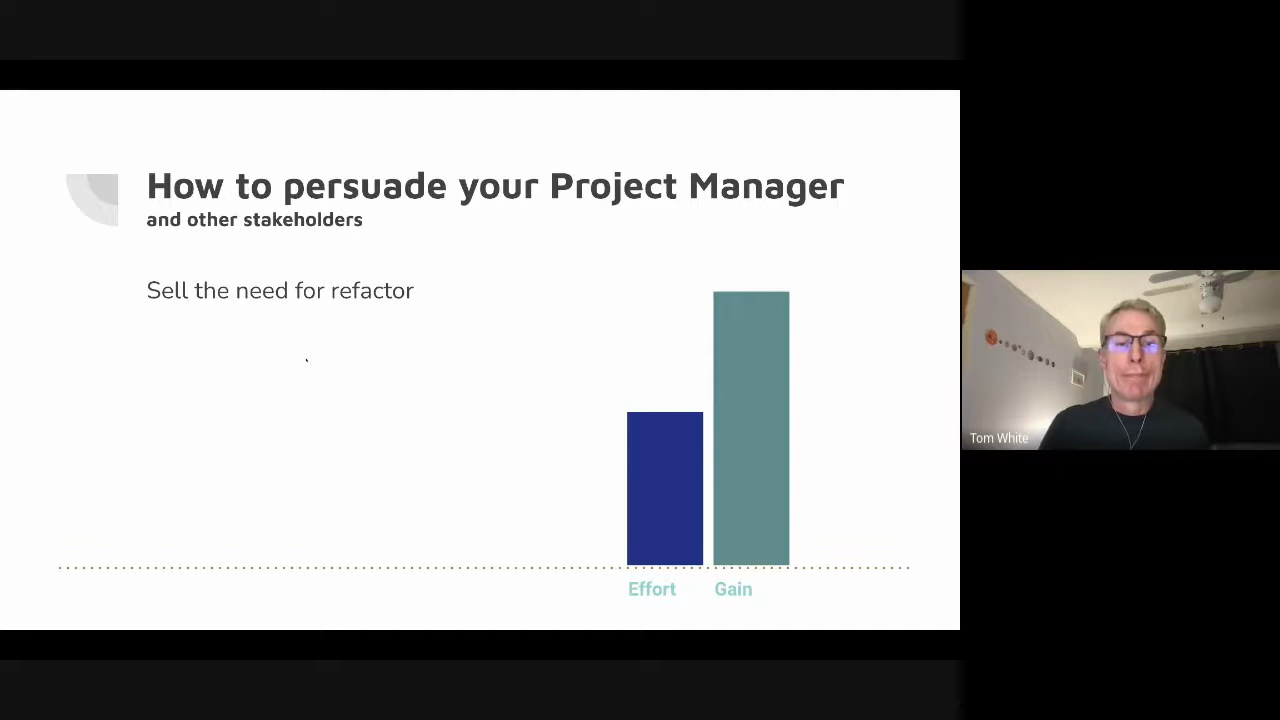 How to persuade your Project Manager
and other stakeholders
Sell the need for refactor
Effort
Gain
Tom White